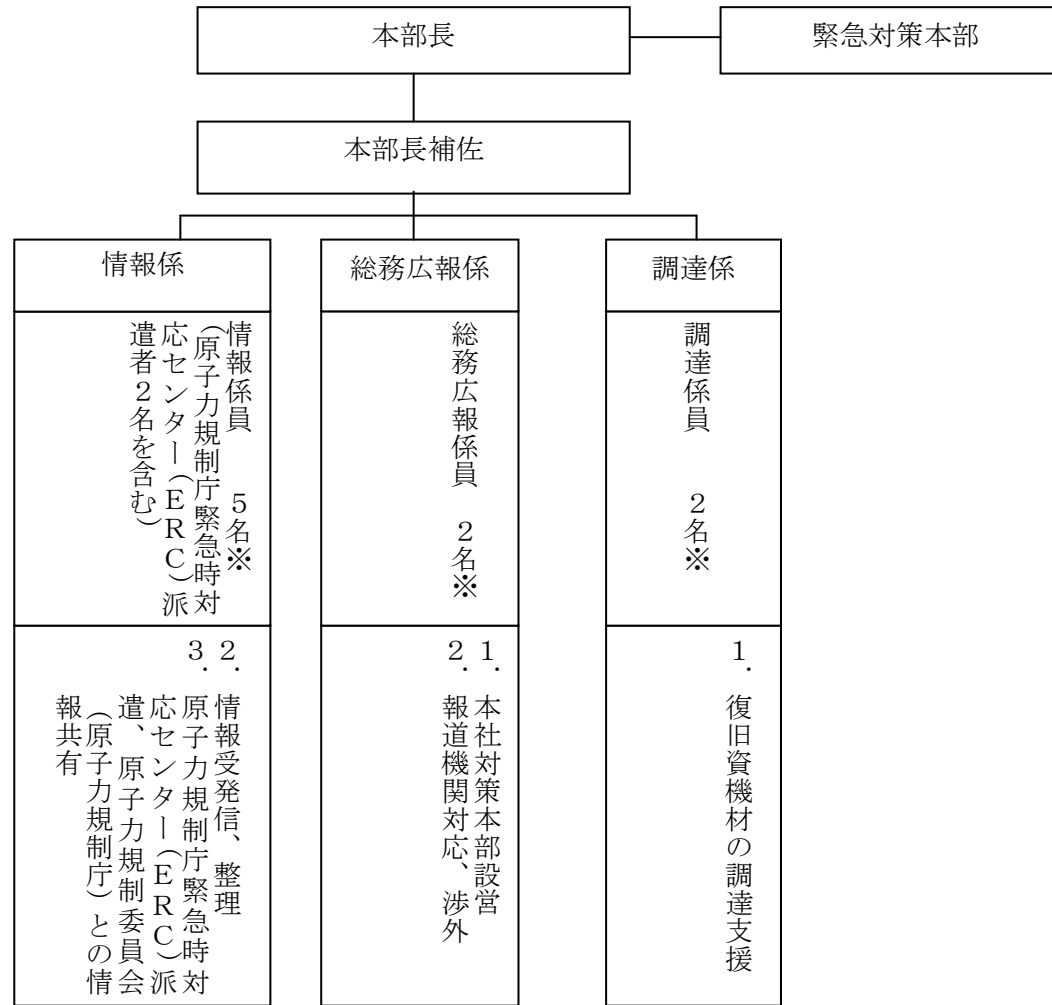 本部長
緊急対策本部
本部長補佐
情報係
情報係員　5名※
（原子力規制庁緊急時対
応センター（ERC）派
遣者2名を含む）
2．情報受発信、整理
3．原子力規制庁緊急時対
応センター（ERC）派
遣、原子力規制委員会
（原子力規制庁）との情
報共有
総務広報係
総務広報係員　2名※
1．本社対策本部設営
2．報道機関対応、渉外
調達係
調達係員　2名※
1．復旧資機材の調達支援